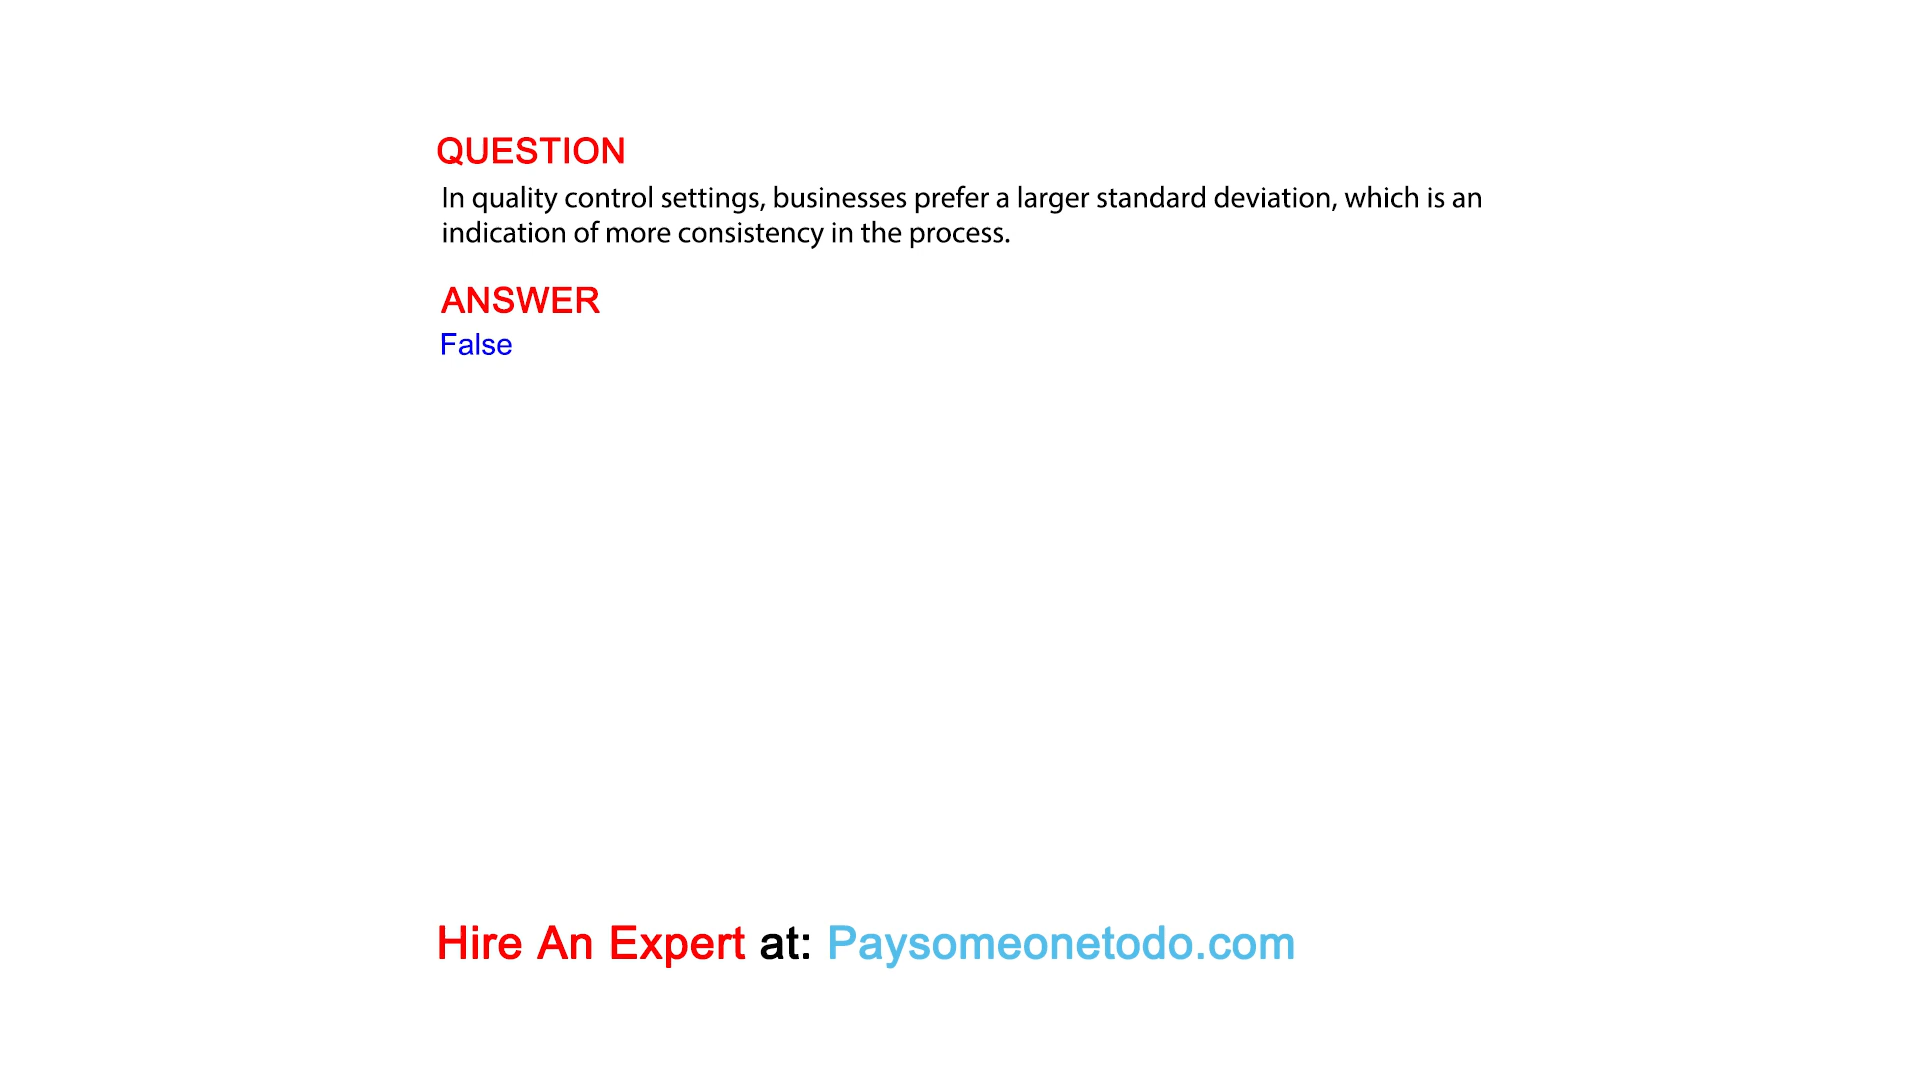 QUESTION
In quality control settings, businesses prefer a larger standard deviation, which is an
indication of more consistency in the process.
ANSWER
False
Hire An Expert at: Paysomeonetodo.com